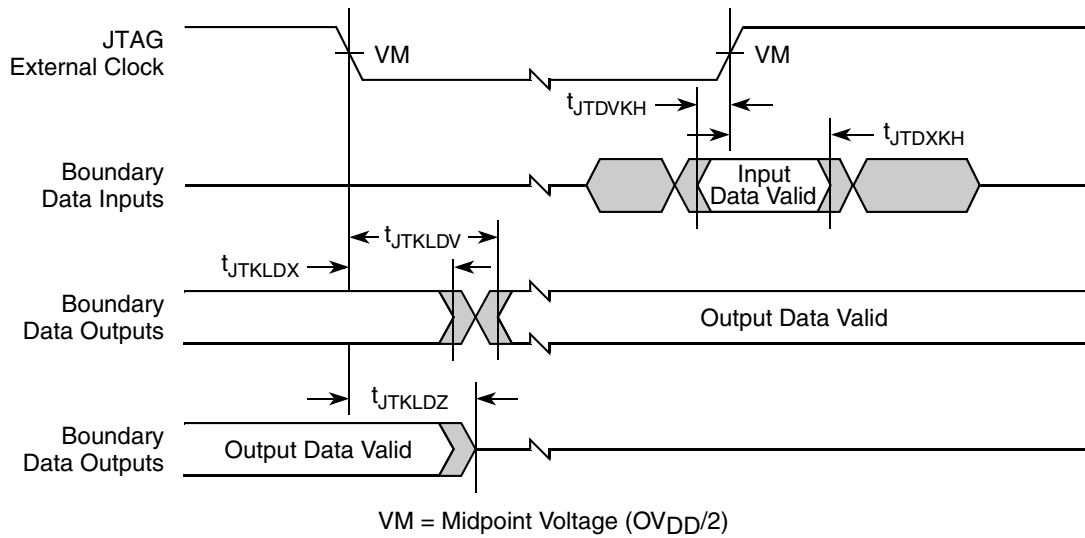 JTAG
External Clock
VM
VM
tJTDVKH
tJTDXKH
Boundary
Data Inputs
Input
Data Valid
tJTKLDV
tJTKLDX
Boundary
Data Outputs
Output Data Valid
tJTKLDZ
Boundary
Data Outputs
Output Data Valid
VM = Midpoint Voltage (OVDD/2)